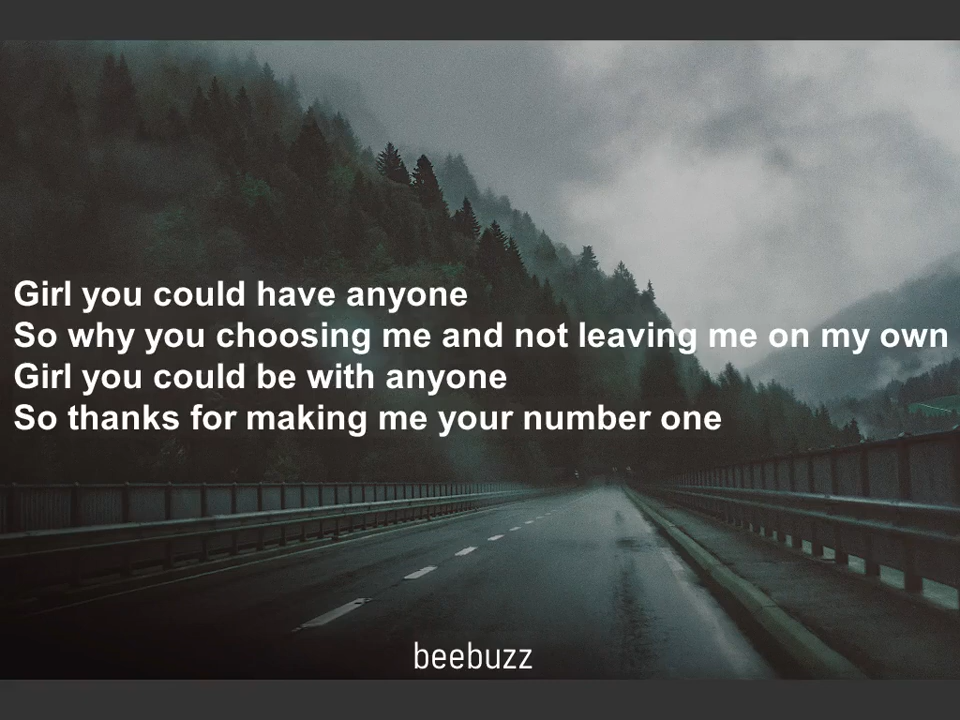 Girl you could have anyone
So why you choosing me and not leaving me on my own
Girl you could be with anyone
So thanks for making me your number one
beebuzz